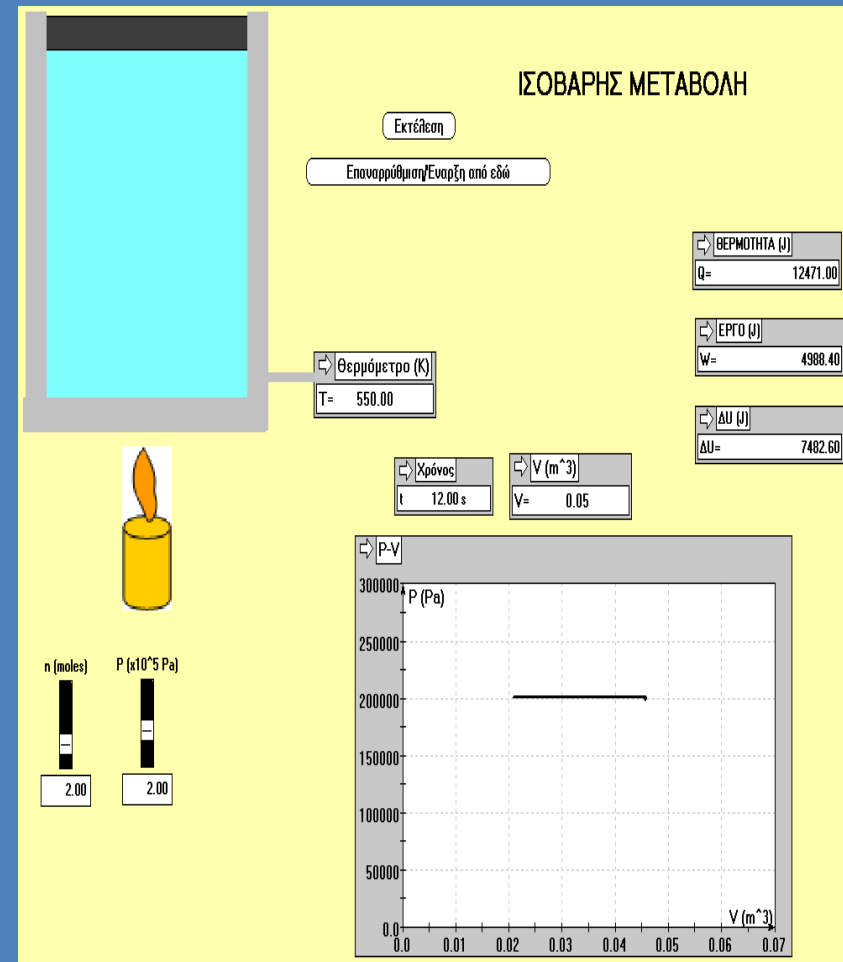 ΙΣΟΒΑΡΗΣ ΜΕΤΑΒΟΛΗ
Εκτέλεση
Επαναρρύθμιση/Έναρξη από εδώ
ΘΕΡΜΟΤΗΤΑ (J)
Q= 12471.00
ΕΡΓΟ (J)
W= 4988.40
Θερμόμετρο (K)
T= 550.00
ΔU (J)
ΔU= 7482.60
Χρόνος
t 12.00 s
V (m^3)
V= 0.05
P-V
300000
P (Pa)
250000
200000
150000
100000
50000
0.0
V (m^3)
0.0 0.01 0.02 0.03 0.04 0.05 0.06 0.07
n (moles) P (x10^5 Pa)
2.00 2.00